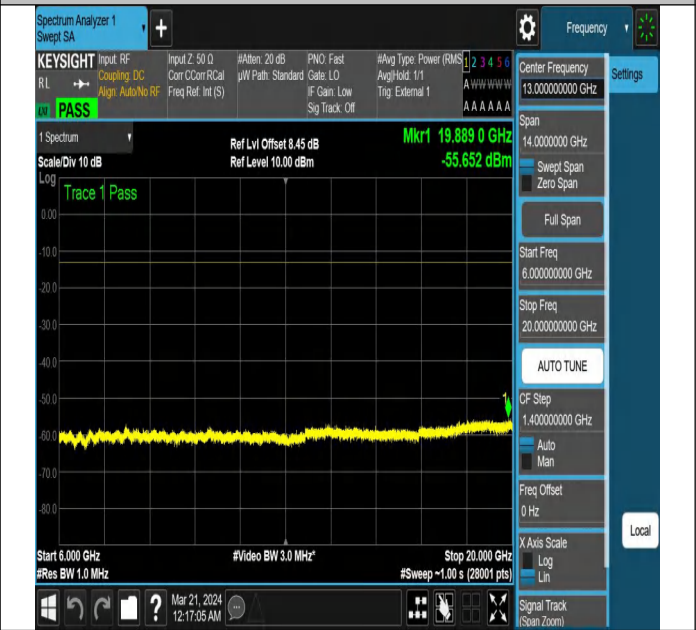 Spectrum Analyzer 1
Swept SA
+
Frequency
KEYSIGHT
RL
PASS
Input: RF
Coupling: DC
Align: Auto/No RF
Input Z: 50 Ω
Corr CCorr RCal
Freq Ref: Int (S)
#Atten: 20 dB
µW Path: Standard
PNO: Fast
Gate: LO
IF Gain: Low
Sig Track: Off
#Avg Type: Power (RMS
Avg|Hold: 1/1
Trig: External 1
1 2 3 4 5 6
A W W W W W
A A A A A A
Center Frequency
13.000000000 GHz
Settings
Span
14.0000000 GHz
Swept Span
Zero Span
Full Span
Start Freq
6.000000000 GHz
Stop Freq
20.000000000 GHz
AUTO TUNE
CF Step
1.400000000 GHz
Auto
Man
Freq Offset
0 Hz
X Axis Scale
Log
Lin
Signal Track
(Span Zoom)
Local
1 Spectrum
Scale/Div 10 dB
Ref Lvl Offset 8.45 dB
Ref Level 10.00 dBm
Mkr1 19.889 0 GHz
-55.652 dBm
Log
Trace 1 Pass
0.00
-10.0
-20.0
-30.0
-40.0
-50.0
-60.0
-70.0
-80.0
1
Start 6.000 GHz
#Res BW 1.0 MHz
#Video BW 3.0 MHz*
Stop 20.000 GHz
#Sweep ~1.00 s (28001 pts)
?
Mar 21, 2024
12:17:05 AM